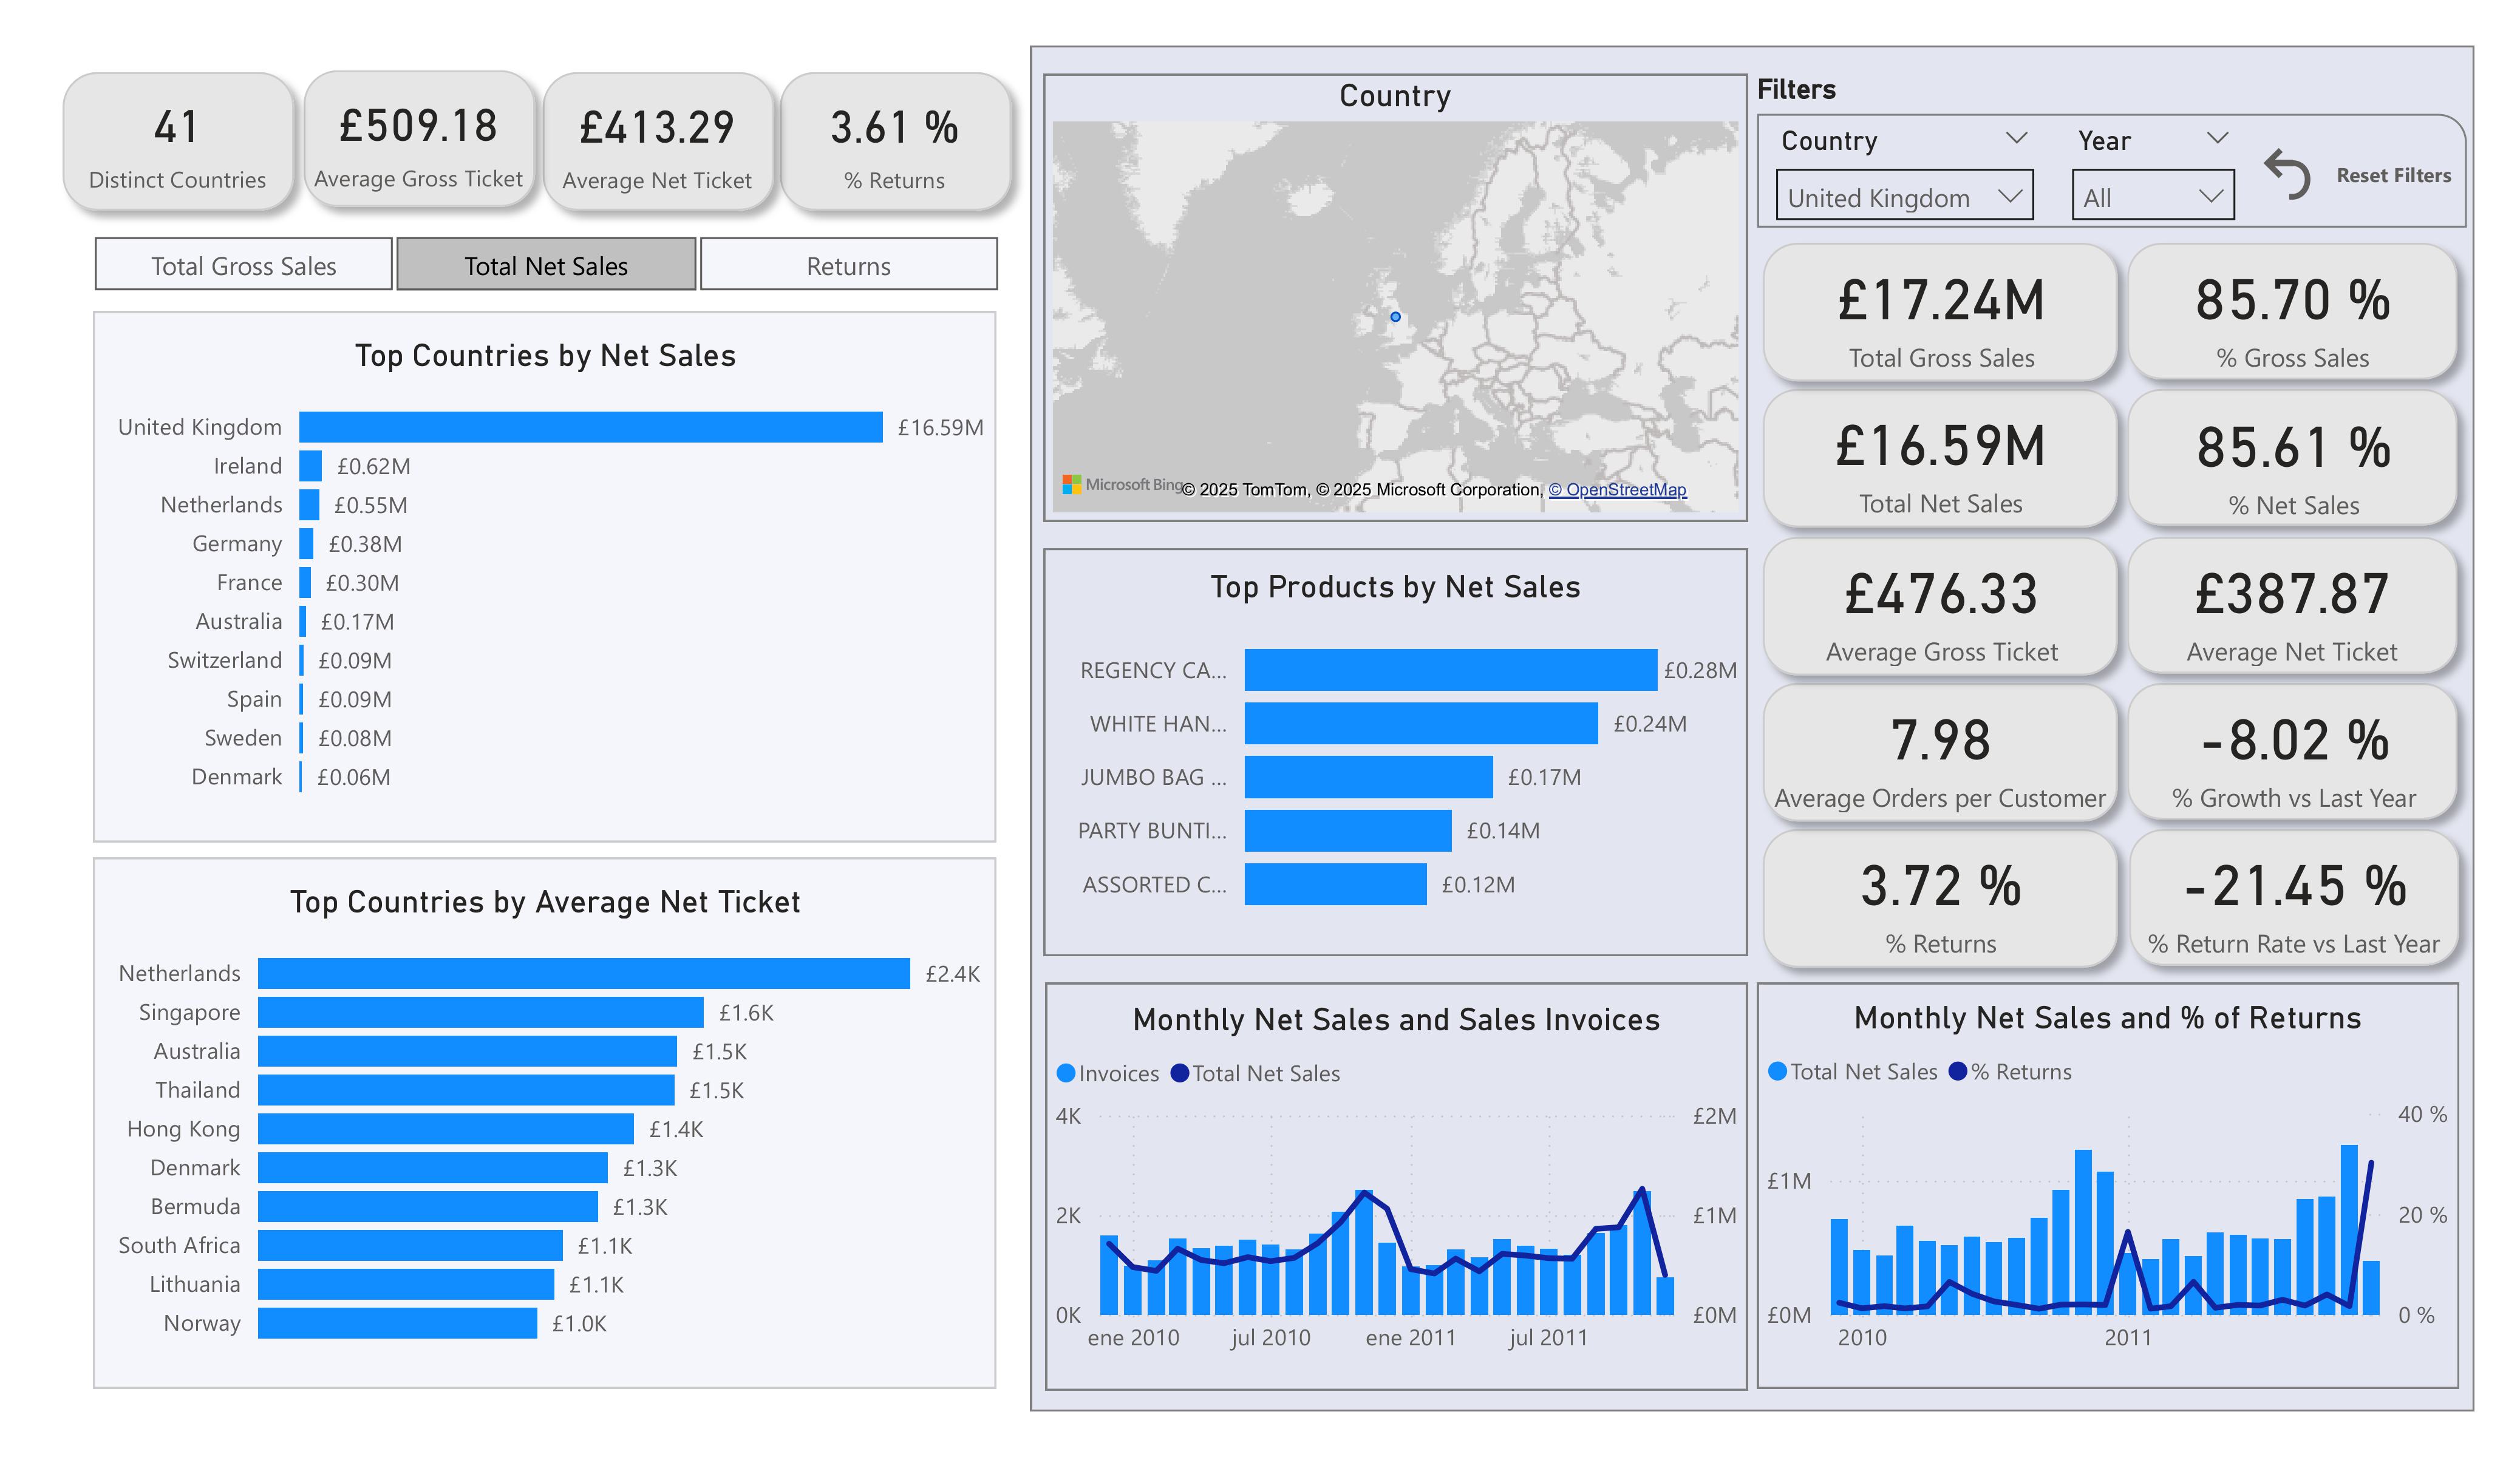 41
Distinct Countries
£509.18
Average Gross Ticket
£413.29
Average Net Ticket
3.61 %
% Returns
Total Gross Sales
Total Net Sales
Returns
Top Countries by Net Sales
United Kingdom £16.59M
Ireland £0.62M
Netherlands £0.55M
Germany £0.38M
France £0.30M
Australia £0.17M
Switzerland £0.09M
Spain £0.09M
Sweden £0.08M
Denmark £0.06M
Top Countries by Average Net Ticket
Netherlands £2.4K
Singapore £1.6K
Australia £1.5K
Thailand £1.5K
Hong Kong £1.4K
Denmark £1.3K
Bermuda £1.3K
South Africa £1.1K
Lithuania £1.1K
Norway £1.0K
Country
Microsoft Bing
© 2025 TomTom, © 2025 Microsoft Corporation, © OpenStreetMap
Top Products by Net Sales
REGENCY CA... £0.28M
WHITE HAN... £0.24M
JUMBO BAG ... £0.17M
PARTY BUNTI... £0.14M
ASSORTED C... £0.12M
Monthly Net Sales and Sales Invoices
Invoices Total Net Sales
4K £2M
2K £1M
0K £0M
ene 2010 jul 2010 ene 2011 jul 2011
Filters
Country Year
United Kingdom All
Reset Filters
£17.24M
Total Gross Sales
85.70 %
% Gross Sales
£16.59M
Total Net Sales
85.61 %
% Net Sales
£476.33
Average Gross Ticket
£387.87
Average Net Ticket
7.98
Average Orders per Customer
-8.02 %
% Growth vs Last Year
3.72 %
% Returns
-21.45 %
% Return Rate vs Last Year
Monthly Net Sales and % of Returns
Total Net Sales % Returns
40 %
£1M
20 %
£0M 0 %
2010 2011